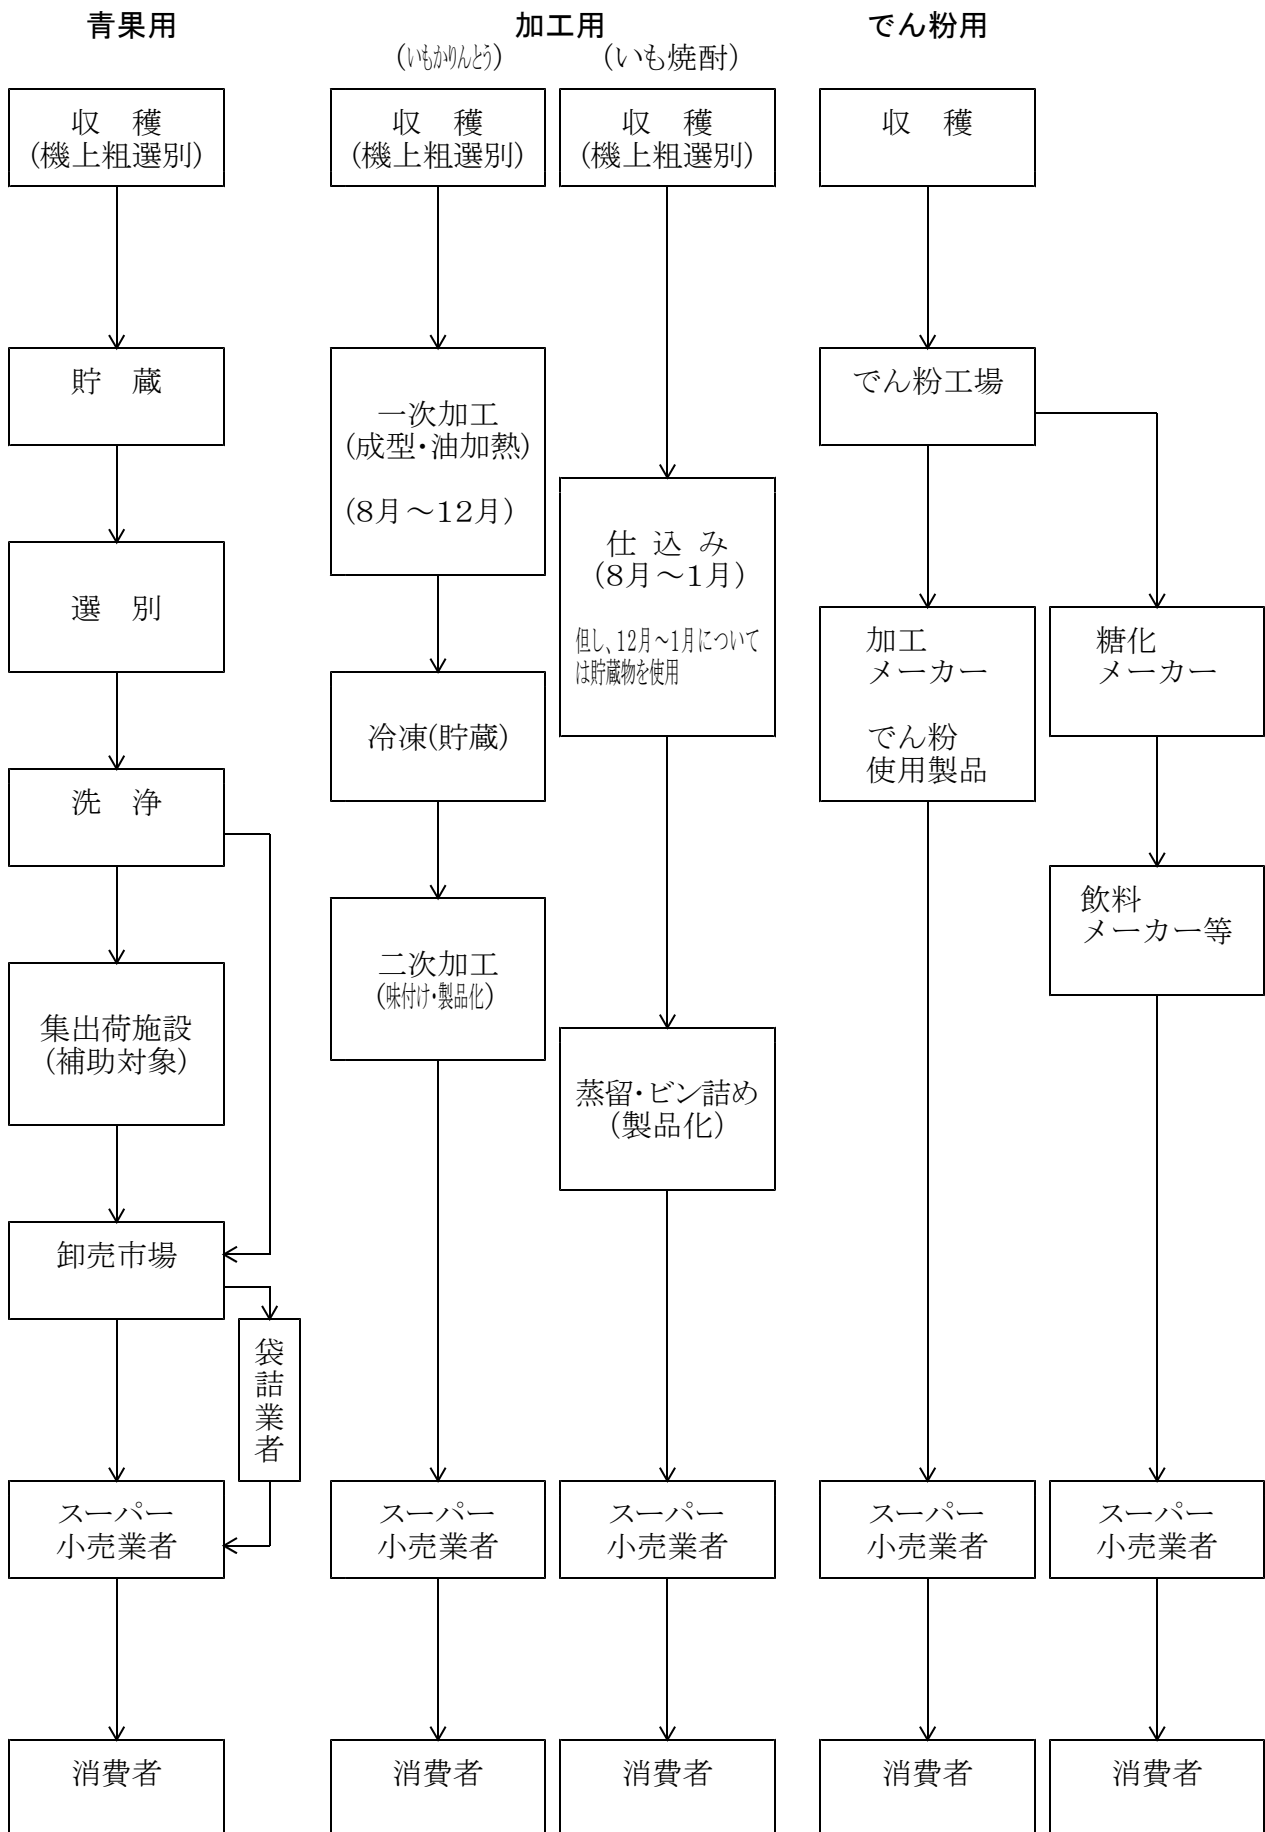 青果用
収　穫
(機上粗選別)
貯　蔵
選　別
洗　浄
集出荷施設
(補助対象)
卸売市場
袋詰業者
スーパー
小売業者
消費者
加工用
(いもかりんとう)
収　穫
(機上粗選別)
一次加工
(成型・油加熱)
(8月～12月)
冷凍(貯蔵)
二次加工
(味付け・製品化)
スーパー
小売業者
消費者
(いも焼酎)
収　穫
(機上粗選別)
仕 込 み
(8月～1月)
但し、12月～1月について
は貯蔵物を使用
蒸留・ビン詰め
(製品化)
スーパー
小売業者
消費者
でん粉用
収　穫
でん粉工場
加工
メーカー
でん粉
使用製品
スーパー
小売業者
消費者
糖化
メーカー
飲料
メーカー等
スーパー
小売業者
消費者